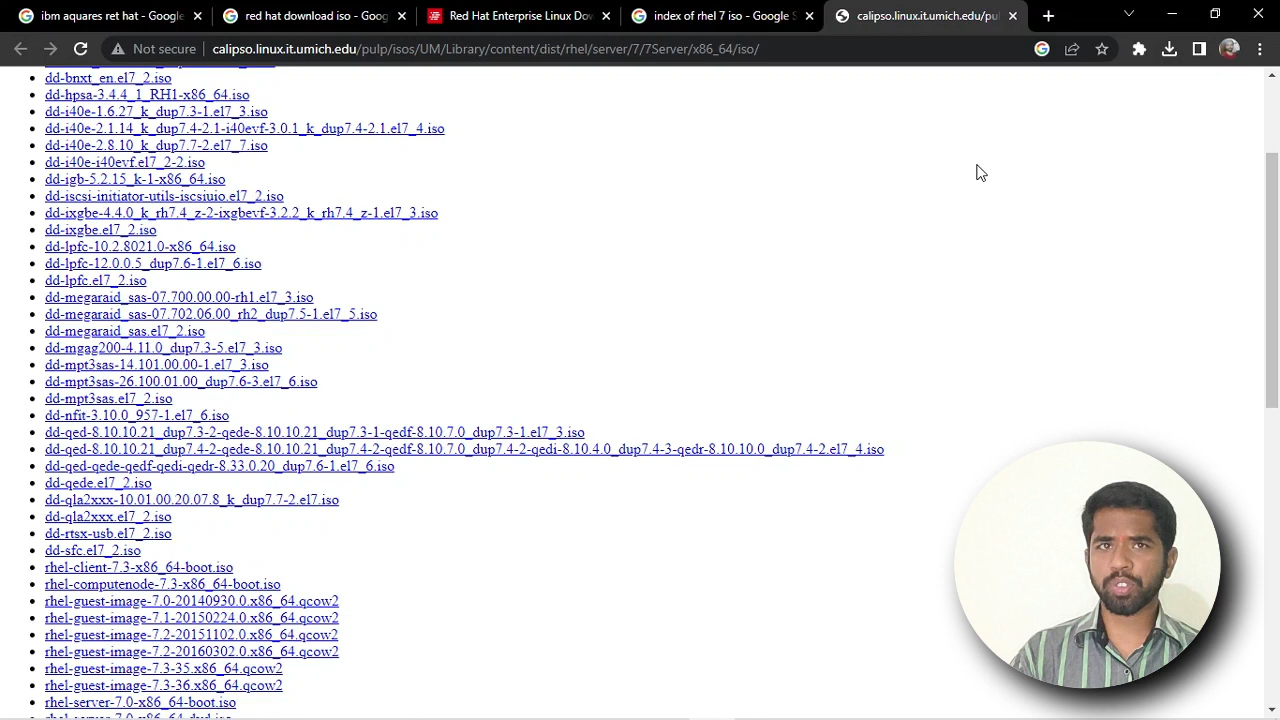 ibm aquares ret hat - Google
red hat download iso - Goog
Red Hat Enterprise Linux Dov
index of rhel 7 iso - Google S
calipso.linux.it.umich.edu/pul
Not secure
calipso.linux.it.umich.edu/pulp/isos/UM/Library/content/dist/rhel/server/7/7Server/x86_64/iso/
dd-bnxt_en.el7_2.iso
dd-hpsa-3.4.4_1_RH1-x86_64.iso
dd-i40e-1.6.27_k_dup7.3-1.el7_3.iso
dd-i40e-2.1.14_k_dup7.4-2.1-i40evf-3.0.1_k_dup7.4-2.1.el7_4.iso
dd-i40e-2.8.10_k_dup7.7-2.el7_7.iso
dd-i40e-i40evf.el7_2-2.iso
dd-igb-5.2.15_k-1-x86_64.iso
dd-iscsi-initiator-utils-iscsiuio.el7_2.iso
dd-ixgbe-4.4.0_k_rh7.4_z-2-ixgbevf-3.2.2_k_rh7.4_z-1.el7_3.iso
dd-ixgbe.el7_2.iso
dd-lpfc-10.2.8021.0-x86_64.iso
dd-lpfc-12.0.0.5_dup7.6-1.el7_6.iso
dd-lpfc.el7_2.iso
dd-megaraid_sas-07.700.00.00-rh1.el7_3.iso
dd-megaraid_sas-07.702.06.00_rh2_dup7.5-1.el7_5.iso
dd-megaraid_sas.el7_2.iso
dd-mgag200-4.11.0_dup7.3-5.el7_3.iso
dd-mpt3sas-14.101.00.00-1.el7_3.iso
dd-mpt3sas-26.100.01.00_dup7.6-3.el7_6.iso
dd-mpt3sas.el7_2.iso
dd-nfit-3.10.0_957-1.el7_6.iso
dd-qed-8.10.10.21_dup7.3-2-qede-8.10.10.21_dup7.3-1-qedf-8.10.7.0_dup7.3-1.el7_3.iso
dd-qed-8.10.10.21_dup7.4-2-qede-8.10.10.21_dup7.4-2-qedf-8.10.7.0_dup7.4-2-qedi-8.10.4.0_dup7.4-3-qedr-8.10.10.0_dup7.4-2.el7_4.iso
dd-qed-qede-qedf-qedi-qedr-8.33.0.20_dup7.6-1.el7_6.iso
dd-qede.el7_2.iso
dd-qla2xxx-10.01.00.20.07.8_k_dup7.7-2.el7.iso
dd-qla2xxx.el7_2.iso
dd-rtsx-usb.el7_2.iso
dd-sfc.el7_2.iso
rhel-client-7.3-x86_64-boot.iso
rhel-computenode-7.3-x86_64-boot.iso
rhel-guest-image-7.0-20140930.0.x86_64.qcow2
rhel-guest-image-7.1-20150224.0.x86_64.qcow2
rhel-guest-image-7.2-20151102.0.x86_64.qcow2
rhel-guest-image-7.2-20160302.0.x86_64.qcow2
rhel-guest-image-7.3-35.x86_64.qcow2
rhel-guest-image-7.3-36.x86_64.qcow2
rhel-server-7.0-x86_64-boot.iso